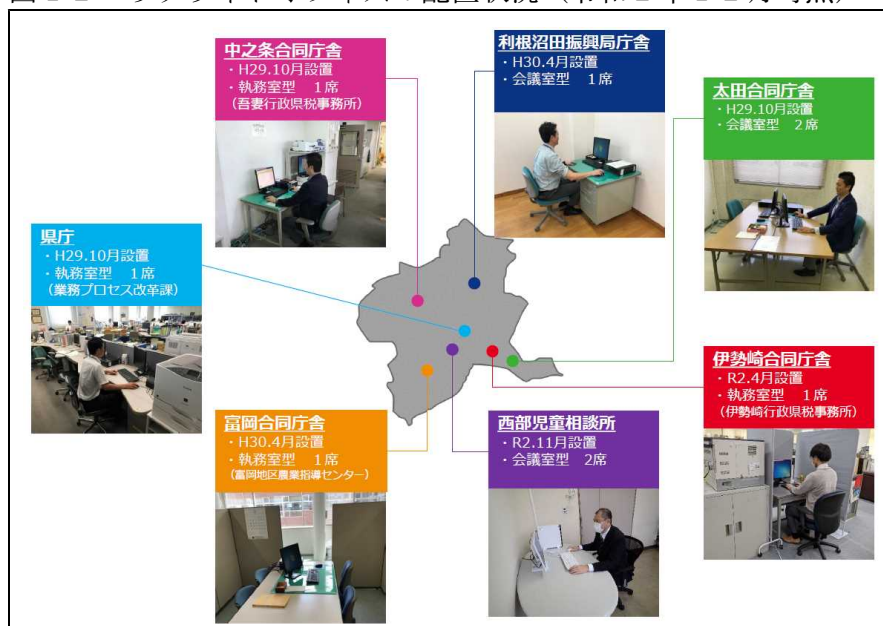 中之条合同庁舎
・H29.10月設置
・執務室型　1席
（吾妻行政県税事務所）
利根沼田振興局庁舎
・H30.4月設置
・会議室型　1席
太田合同庁舎
・H29.10月設置
・会議室型　2席
県庁
・H29.10月設置
・執務室型　1席
（業務プロセス改革課）
伊勢崎合同庁舎
・R2.4月設置
・執務室型　1席
（伊勢崎行政県税事務所）
富岡合同庁舎
・H30.4月設置
・執務室型　1席
（富岡地区農業指導センター）
西部児童相談所
・R2.11月設置
・会議室型　2席